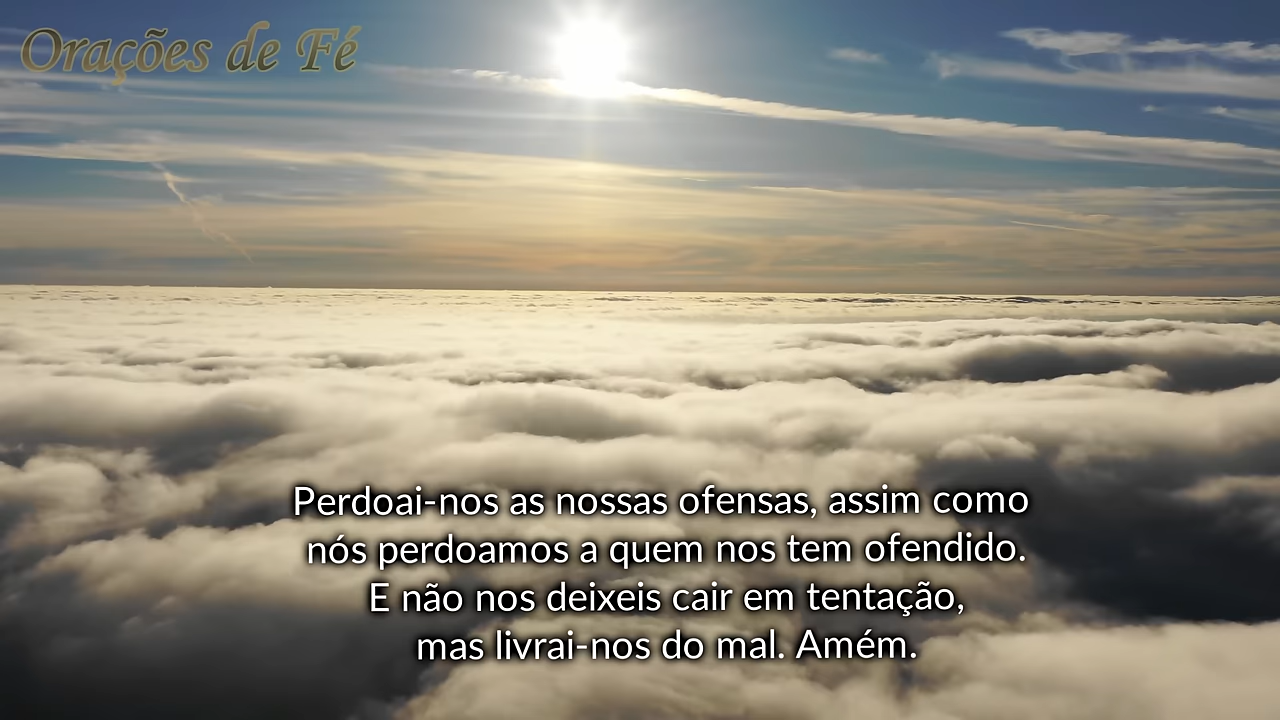 Orações de Fé
Perdoai-nos as nossas ofensas, assim como
nós perdoamos a quem nos tem ofendido.
E não nos deixeis cair em tentação,
mas livrai-nos do mal. Amém.